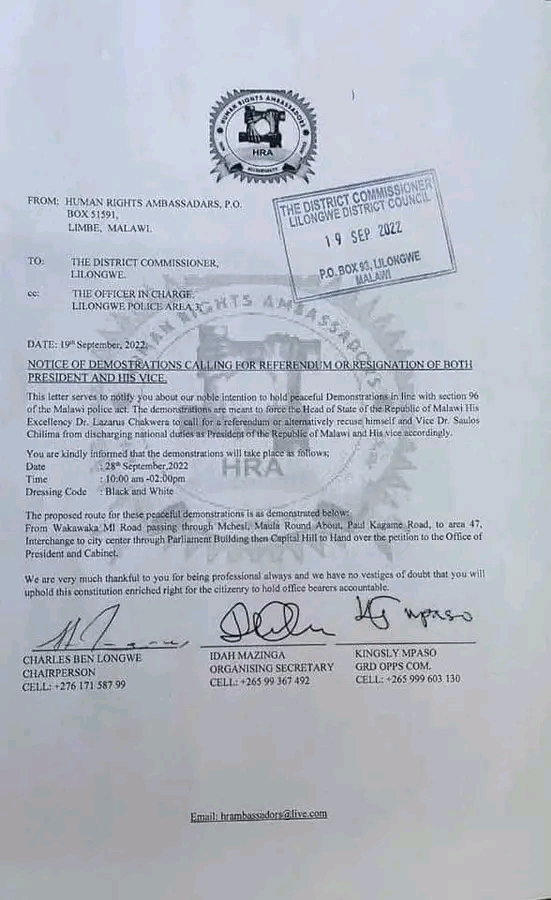 HUMAN RIGHTS AMBASSADORS
HRA
FROM: HUMAN RIGHTS AMBASSADARS, P.O.
BOX 51591,
LIMBE, MALAWI.
THE DISTRICT COMMISSIONER
LILONGWE DISTRICT COUNCIL
19 SEP 2022
P.O. BOX 93, LILONGWE
MALAWI
TO: THE DISTRICT COMMISSIONER,
LILONGWE.
cc: THE OFFICER IN CHARGE.
LILONGWE POLICE AREA 3.
DATE: 19th September, 2022.
NOTICE OF DEMOSTRATIONS CALLING FOR REFERENDUM OR RESIGNATION OF BOTH
PRESIDENT AND HIS VICE.
This letter serves to notify you about our noble intention to hold peaceful Demonstrations in line with section 96
of the Malawi police act. The demonstrations are meant to force the Head of State of the Republic of Malawi His
Excellency Dr. Lazarus Chakwera to call for a referendum or alternatively recuse himself and Vice Dr. Saulos
Chilima from discharging national duties as President of the Republic of Malawi and His vice accordingly.
You are kindly informed that the demonstrations will take place as follows;
Date : 28th September,2022
Time : 10:00 am -02:00pm
Dressing Code : Black and White
HRA
The proposed route for these peaceful demonstrations is as demonstrated below:
From Wakawaka M1 Road passing through Mchesi, Maula Round About, Paul Kagame Road, to area 47,
Interchange to city center through Parliament Building then Capital Hill to Hand over the petition to the Office of
President and Cabinet.
We are very much thankful to you for being professional always and we have no vestiges of doubt that you will
uphold this constitution enriched right for the citizenry to hold office bearers accountable.
CHARLES BEN LONGWE
CHAIRPERSON
CELL: +276 171 587 99
IDAH MAZINGA
ORGANISING SECRETARY
CELL: +265 99 367 492
KINGSLY MPASO
GRD OPPS COM.
CELL: +265 999 603 130
Email: hrambassadors@live.com